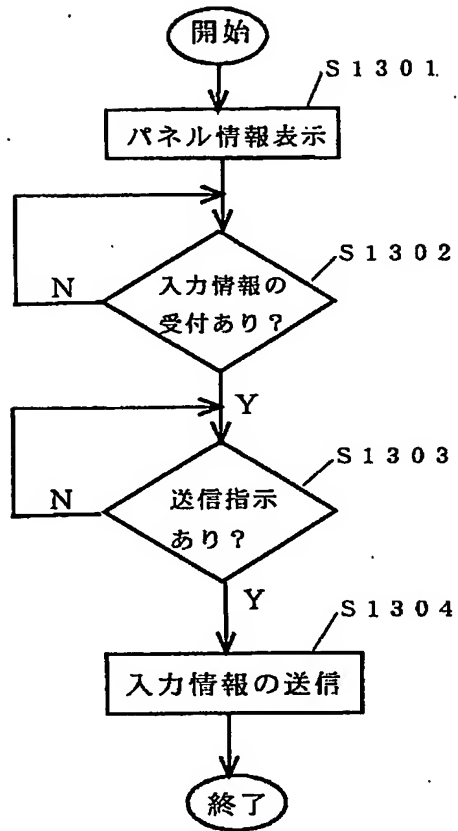 開始
S1301
パネル情報表示
S1302
入力情報の
受付あり?
N
Y
S1303
送信指示
あり?
N
Y
S1304
入力情報の送信
終了